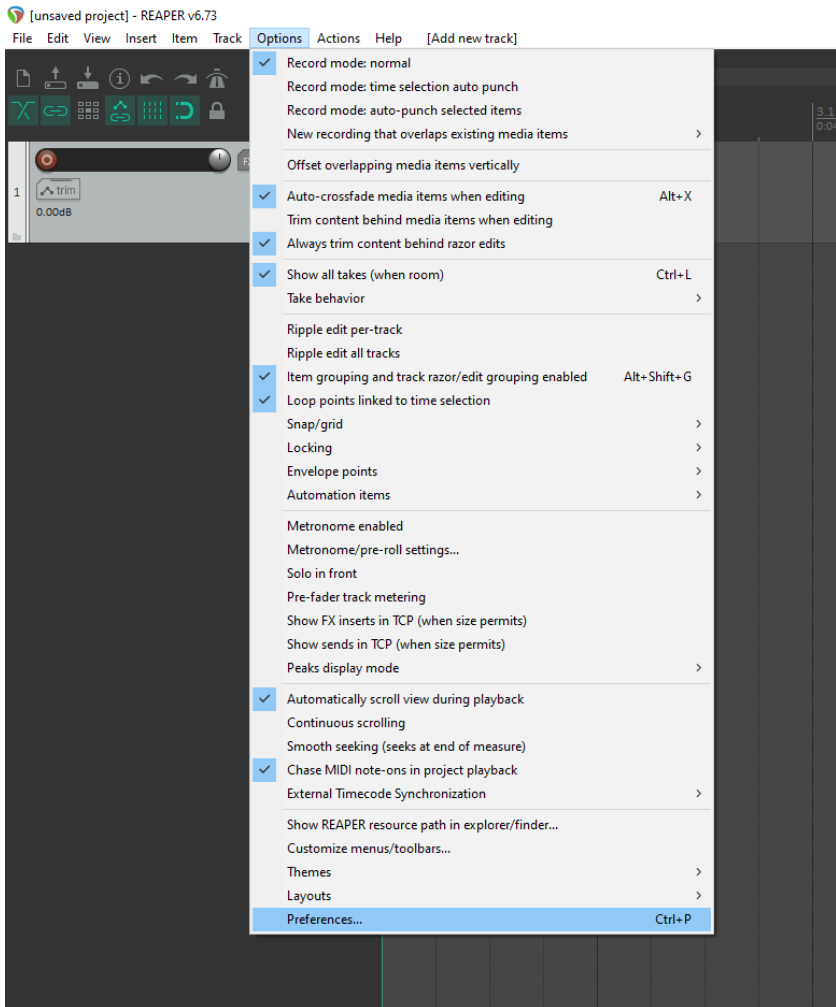 [unsaved project] - REAPER v6.73
File Edit View Insert Item Track Options Actions Help [Add new track]
Record mode: normal
Record mode: time selection auto punch
Record mode: auto-punch selected items
New recording that overlaps existing media items
Offset overlapping media items vertically
Auto-crossfade media items when editing Alt+X
Trim content behind media items when editing
Always trim content behind razor edits
Show all takes (when room) Ctrl+L
Take behavior
Ripple edit per-track
Ripple edit all tracks
Item grouping and track razor/edit grouping enabled Alt+Shift+G
Loop points linked to time selection
Snap/grid
Locking
Envelope points
Automation items
Metronome enabled
Metronome/pre-roll settings...
Solo in front
Pre-fader track metering
Show FX inserts in TCP (when size permits)
Show sends in TCP (when size permits)
Peaks display mode
Automatically scroll view during playback
Continuous scrolling
Smooth seeking (seeks at end of measure)
Chase MIDI note-ons in project playback
External Timecode Synchronization
Show REAPER resource path in explorer/finder...
Customize menus/toolbars...
Themes
Layouts
Preferences... Ctrl+P
1
trim
0.00dB
3.1
0:04